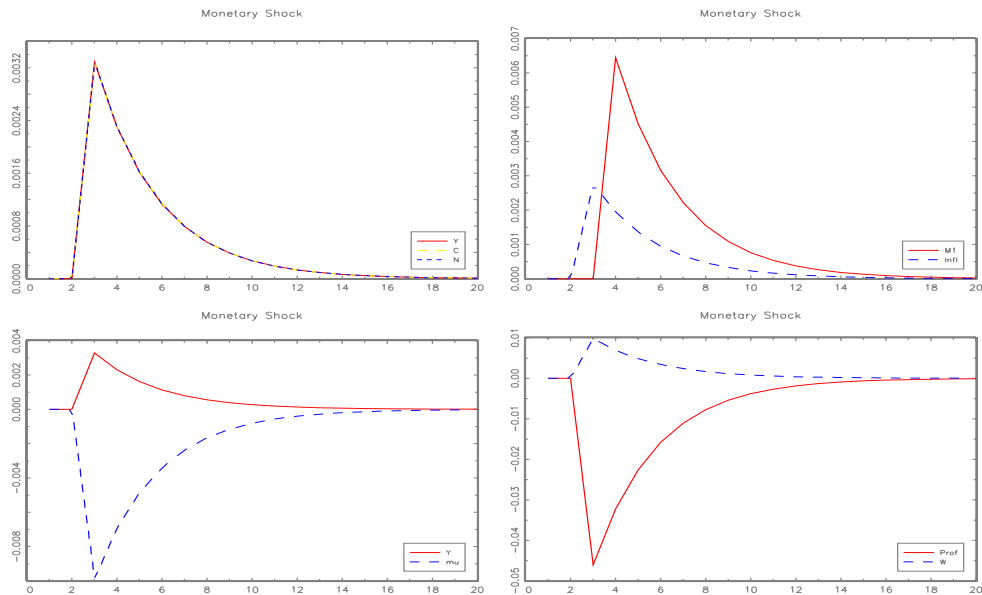 Monetary Shock
0.0032
0.0024
0.0016
0.0008
0.0000
Y
C
N
0 2 4 6 8 10 12 14 16 18 20
Monetary Shock
0.007
0.006
0.005
0.004
0.003
0.002
0.001
0.000
M1
Infl
0 2 4 6 8 10 12 14 16 18 20
Monetary Shock
0.004
0.002
0.000
-0.004
-0.008
Y
mu
0 2 4 6 8 10 12 14 16 18 20
Monetary Shock
0.01
0.00
-0.01
-0.02
-0.03
-0.04
-0.05
Prof
W
0 2 4 6 8 10 12 14 16 18 20